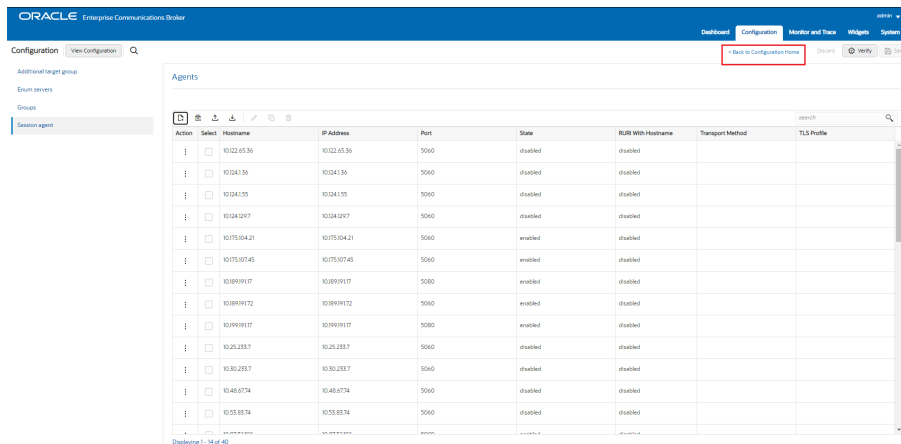 ORACLE Enterprise Communications Broker
admin
Dashboard Configuration Monitor and Trace Widgets System
Configuration View Configuration
< Back to Configuration Home Discard Verify
Additional target group
Enum servers
Groups
Session agent
Agents
search
Action Select Hostname IP Address Port State RURI With Hostname Transport Method TLS Profile
10.122.65.36 10.122.65.36 5060 disabled disabled
10.124.1.36 10.124.1.36 5060 disabled disabled
10.124.1.55 10.124.1.55 5060 disabled disabled
10.124.129.7 10.124.129.7 5060 disabled disabled
10.175.104.21 10.175.104.21 5060 enabled disabled
10.175.107.45 10.175.107.45 5060 enabled disabled
10.189.191.17 10.189.191.17 5080 enabled disabled
10.189.191.72 10.189.191.72 5060 enabled disabled
10.199.191.17 10.199.191.17 5080 enabled disabled
10.25.233.7 10.25.233.7 5060 disabled disabled
10.30.233.7 10.30.233.7 5060 disabled disabled
10.48.67.74 10.48.67.74 5060 disabled disabled
10.53.83.74 10.53.83.74 5060 disabled disabled
Displaying 1 - 14 of 40